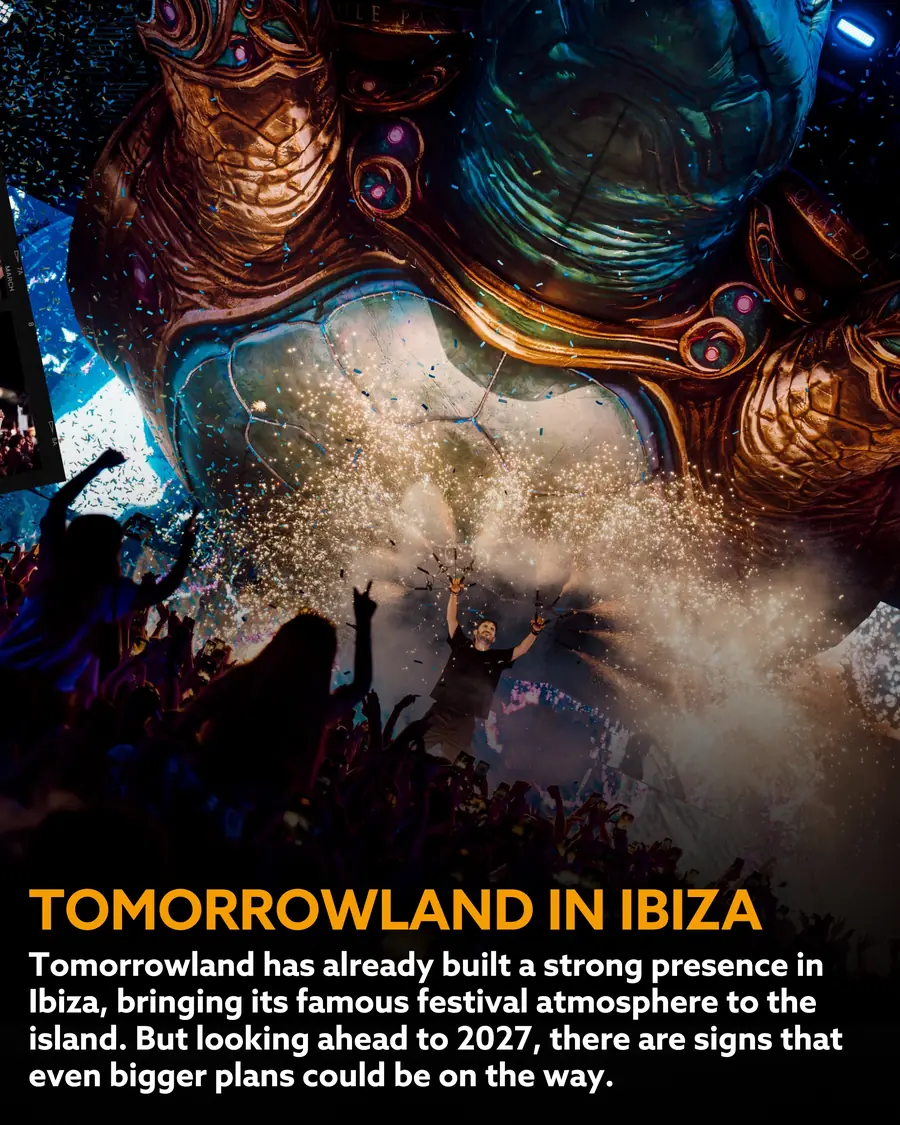 MARCH
TOMORROWLAND IN IBIZA
Tomorrowland has already built a strong presence in
Ibiza, bringing its famous festival atmosphere to the
island. But looking ahead to 2027, there are signs that
even bigger plans could be on the way.